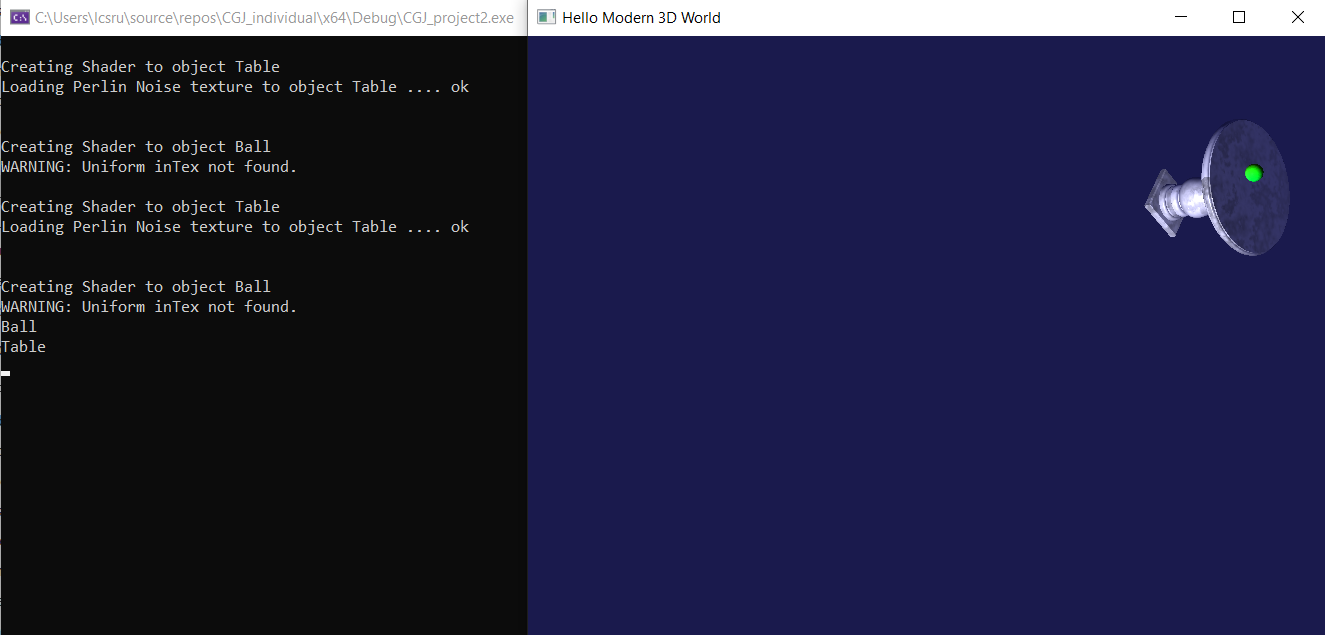 C:\Users\lcsru\source\repos\CGJ_individual\x64\Debug\CGJ_project2.exe
Hello Modern 3D World
Creating Shader to object Table
Loading Perlin Noise texture to object Table .... ok
Creating Shader to object Ball
WARNING: Uniform inTex not found.
Creating Shader to object Table
Loading Perlin Noise texture to object Table .... ok
Creating Shader to object Ball
WARNING: Uniform inTex not found.
Ball
Table